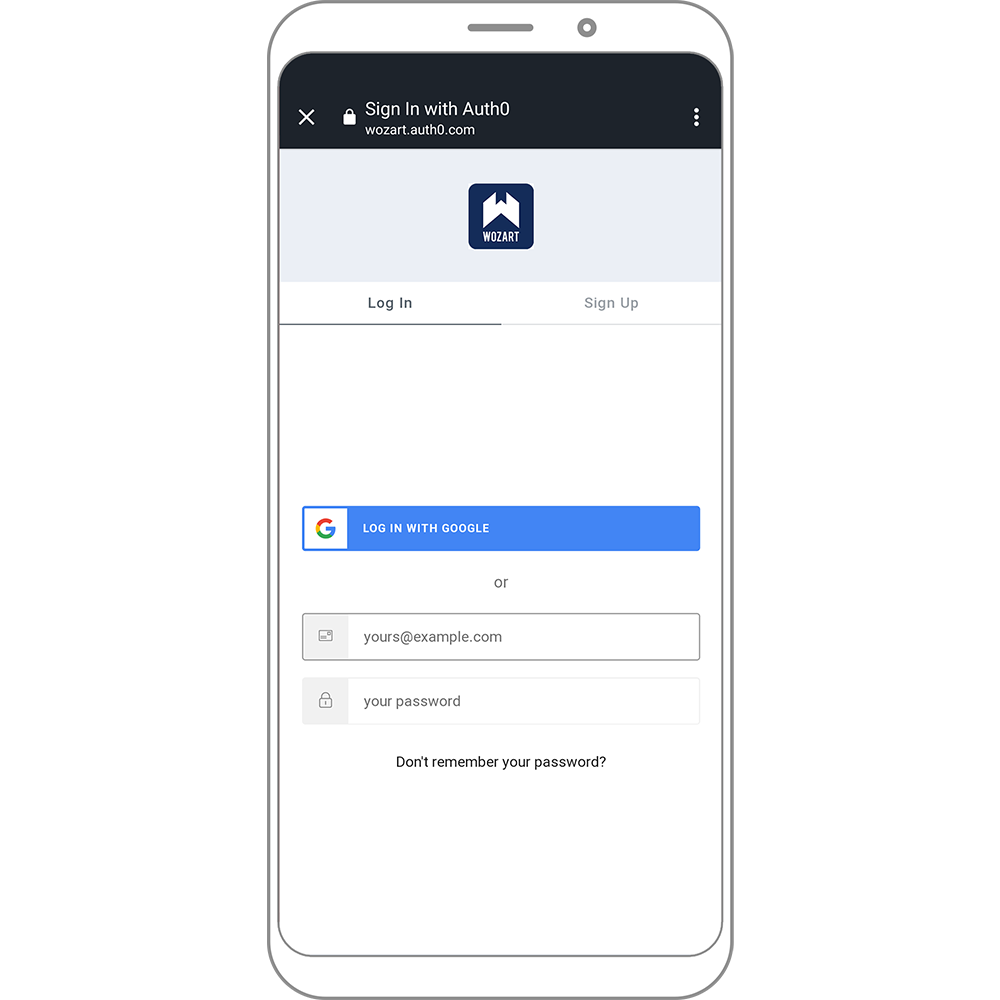 Sign In with Auth0
wozart.auth0.com
WOZART
Log In
Sign Up
LOG IN WITH GOOGLE
or
yours@example.com
your password
Don't remember your password?